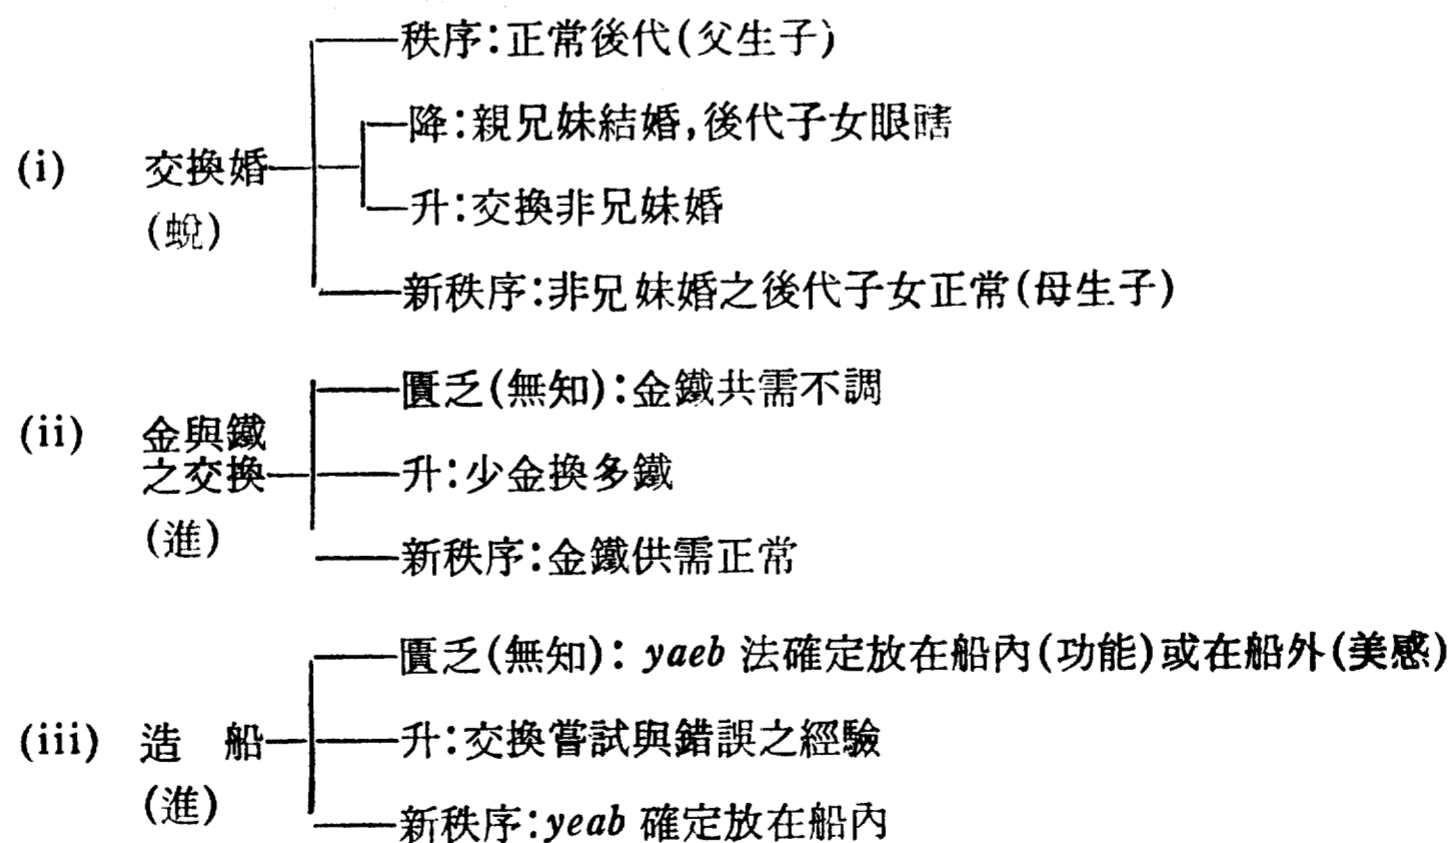 秩序:正常後代(父生子)
降:親兄妹結婚,後代子女眼瞎
(i) 交換婚
升:交換非兄妹婚
(蛻)
新秩序:非兄妹婚之後代子女正常(母生子)
匱乏(無知):金鐵共需不調
(ii) 金與鐵
之交換
升:少金換多鐵
(進)
新秩序:金鐵供需正常
匱乏(無知):yaeb 法確定放在船內(功能)或在船外(美感)
(iii) 造 船
升:交換嘗試與錯誤之經驗
(進)
新秩序:yeab 確定放在船內